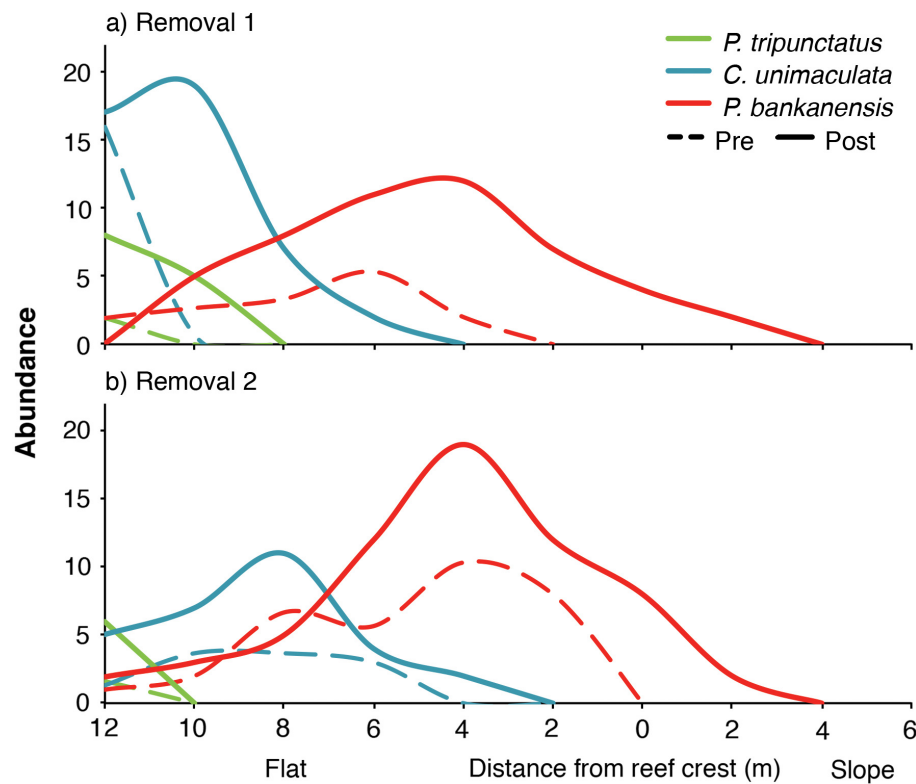 a) Removal 1
P. tripunctatus
C. unimaculata
P. bankanensis
Pre Post
20
15
10
5
0
Abundance
b) Removal 2
20
15
10
5
0
12 10 8 6 4 2 0 2 4 6
Flat Distance from reef crest (m) Slope